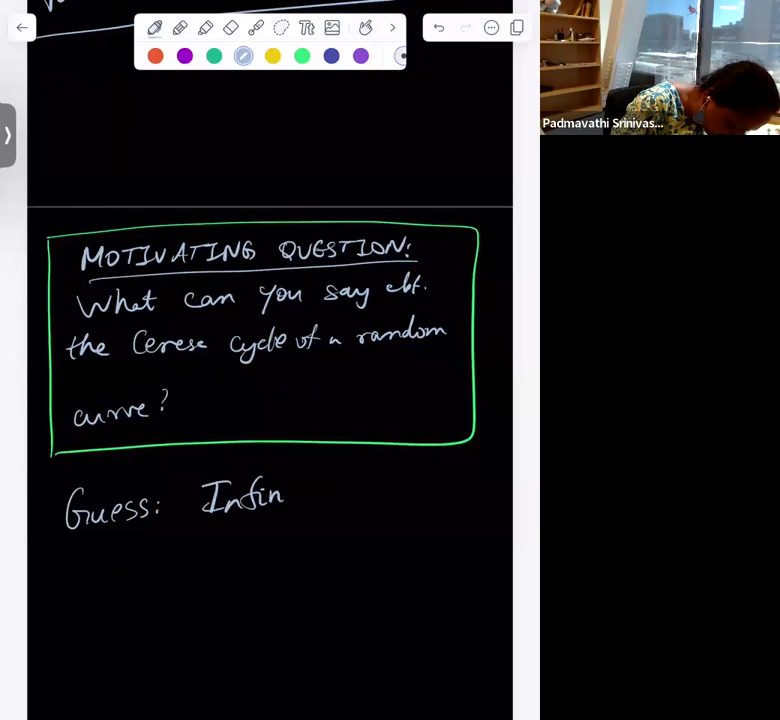 Padmavathi Srinivas...
MOTIVATING QUESTION:
What can you say abt.
the Ceresa cycle of a random
curve?
Guess: Infin